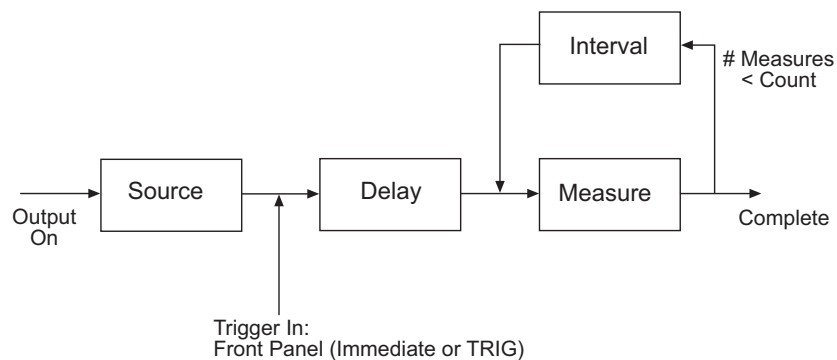 Interval
# Measures
< Count
Source
Delay
Measure
Output
On
Complete
Trigger In:
Front Panel (Immediate or TRIG)